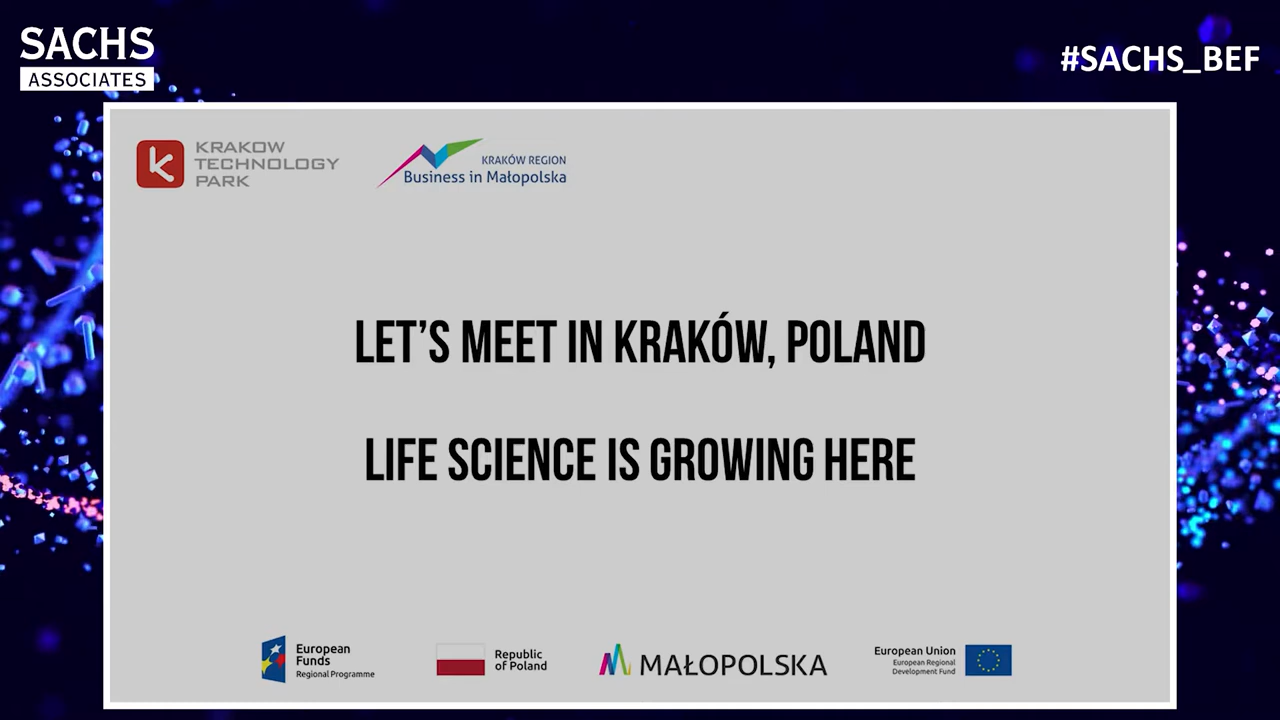 SACHS
ASSOCIATES
#SACHS_BEF
KRAKOW
TECHNOLOGY
PARK
KRAKÓW REGION
Business in Małopolska
LET’S MEET IN KRAKÓW, POLAND
LIFE SCIENCE IS GROWING HERE
European
Funds
Regional Programme
Republic
of Poland
MAŁOPOLSKA
European Union
European Regional
Development Fund